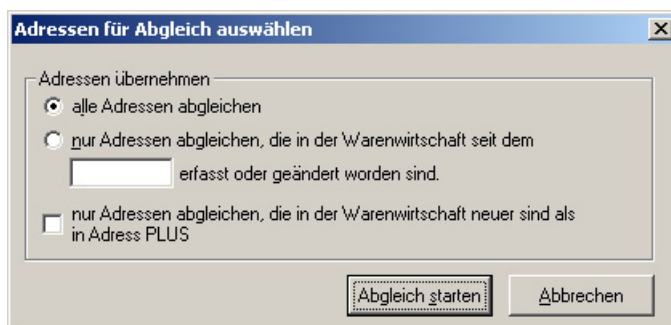 Adressen für Abgleich auswählen
Adressen übernehmen
alle Adressen abgleichen
nur Adressen abgleichen, die in der Warenwirtschaft seit dem
erfasst oder geändert worden sind.
nur Adressen abgleichen, die in der Warenwirtschaft neuer sind als
in Adress PLUS
Abgleich starten
Abbrechen